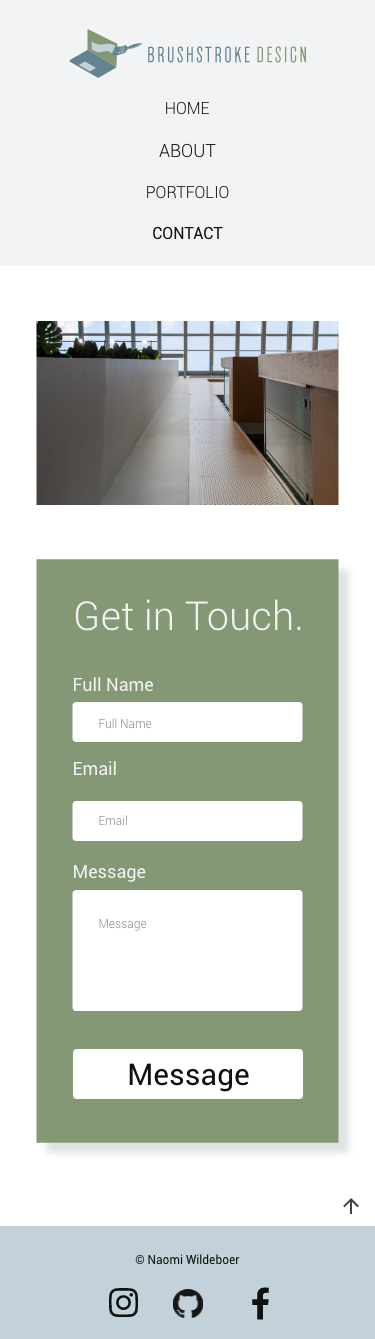 BRUSHSTROKE DESIGN
HOME
ABOUT
PORTFOLIO
CONTACT
Get in Touch.
Full Name
Full Name
Email
Email
Message
Message
Message
© Naomi Wildeboer